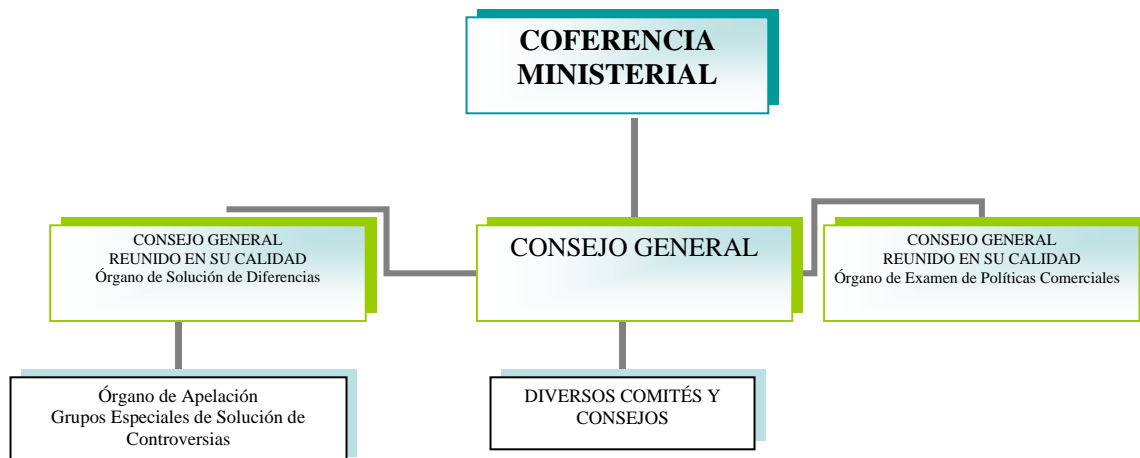 COFERENCIA
MINISTERIAL
CONSEJO GENERAL
REUNIDO EN SU CALIDAD
Órgano de Solución de Diferencias
CONSEJO GENERAL
CONSEJO GENERAL
REUNIDO EN SU CALIDAD
Órgano de Examen de Políticas Comerciales
Órgano de Apelación
Grupos Especiales de Solución de
Controversias
DIVERSOS COMITÉS Y
CONSEJOS